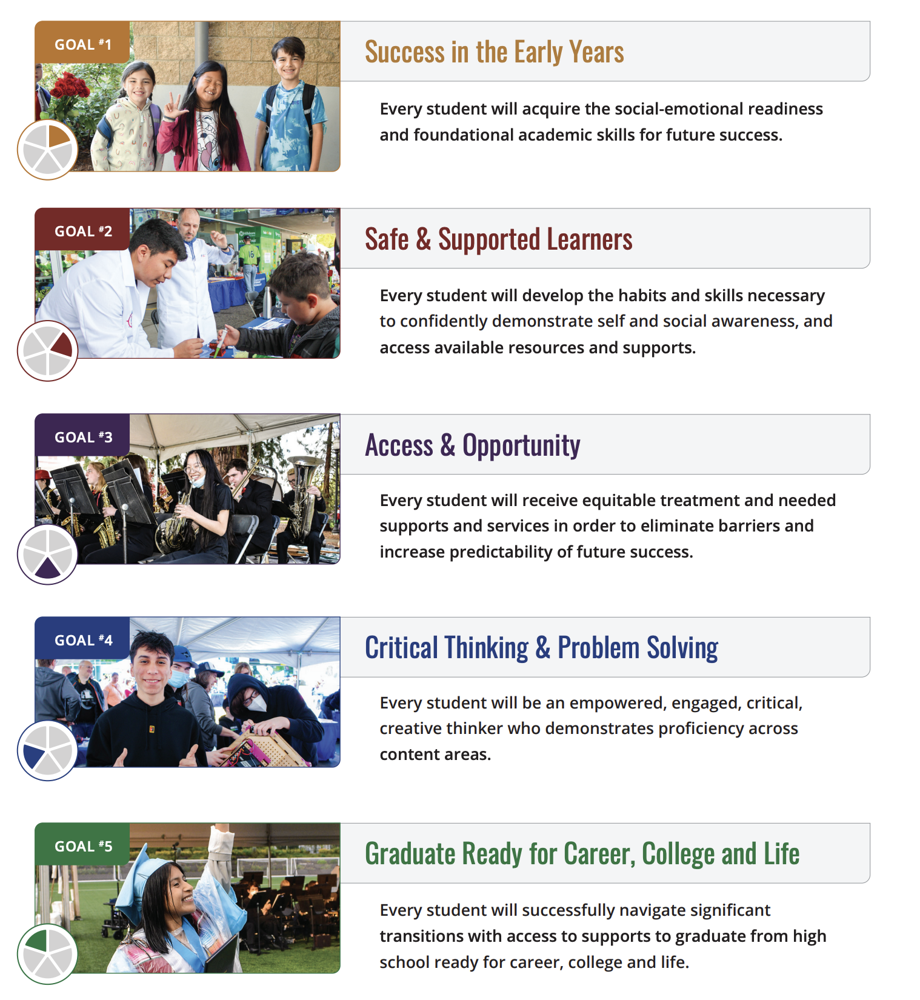 GOAL #1
Success in the Early Years
Every student will acquire the social-emotional readiness
and foundational academic skills for future success.
GOAL #2
Safe & Supported Learners
Every student will develop the habits and skills necessary
to confidently demonstrate self and social awareness, and
access available resources and supports.
GOAL #3
Access & Opportunity
Every student will receive equitable treatment and needed
supports and services in order to eliminate barriers and
increase predictability of future success.
GOAL #4
Critical Thinking & Problem Solving
Every student will be an empowered, engaged, critical,
creative thinker who demonstrates proficiency across
content areas.
GOAL #5
Graduate Ready for Career, College and Life
Every student will successfully navigate significant
transitions with access to supports to graduate from high
school ready for career, college and life.